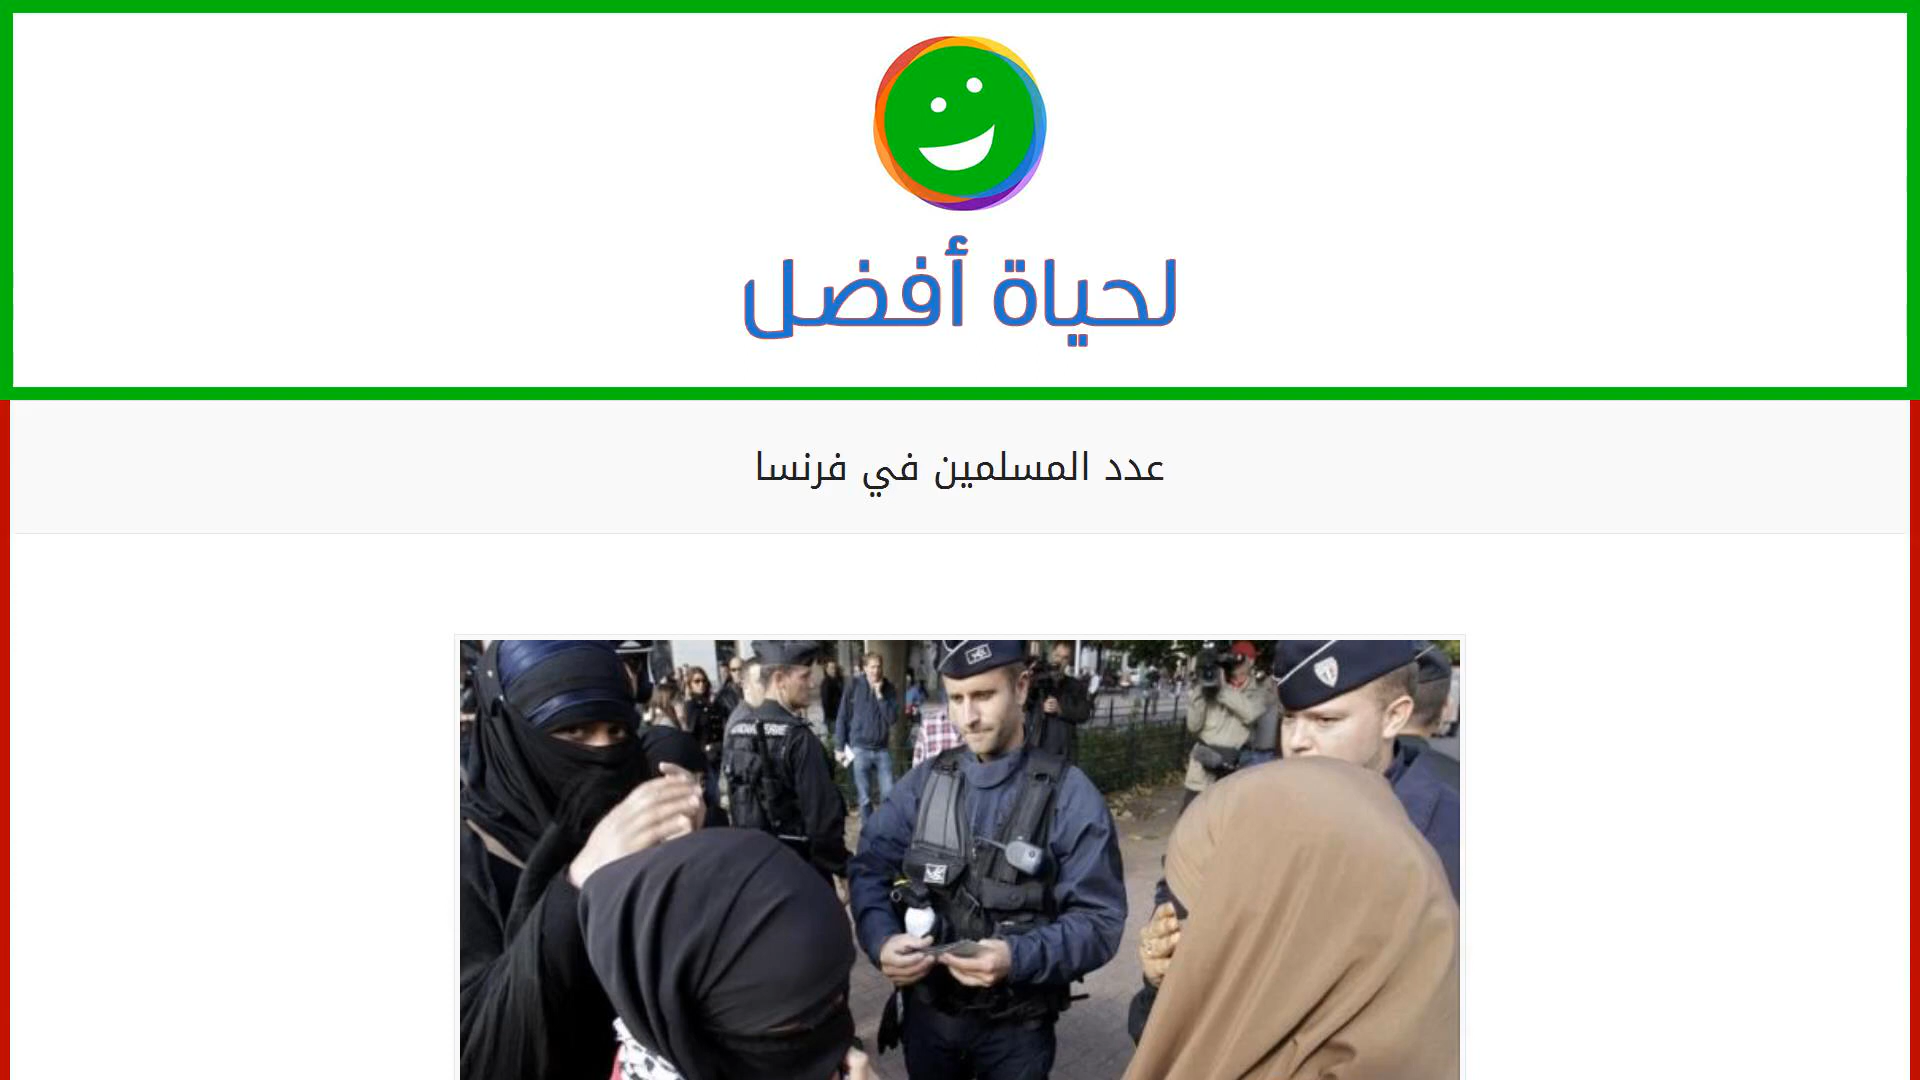 لحياة أفضل
عدد المسلمين في فرنسا